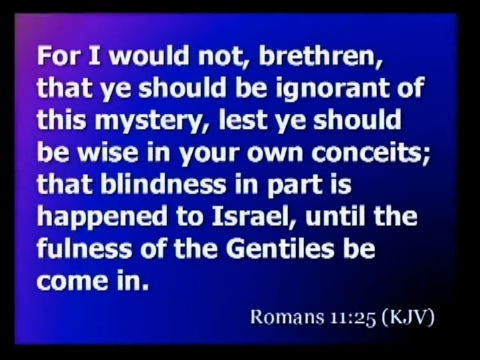 For I would not, brethren,
that ye should be ignorant of
this mystery, lest ye should
be wise in your own conceits;
that blindness in part is
happened to Israel, until the
fulness of the Gentiles be
come in.
Romans 11:25 (KJV)